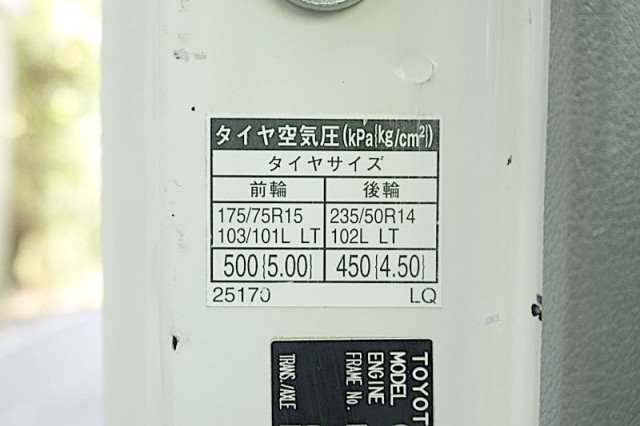 タイヤ空気圧(kPa{kg/cm²})
タイヤサイズ
前輪 後輪
175/75R15 235/50R14
103/101L LT 102L LT
500{5.00} 450{4.50}
25170 LQ
TOYOT
MODEL
ENGINE
FRAME No.
TRANS./AXLE